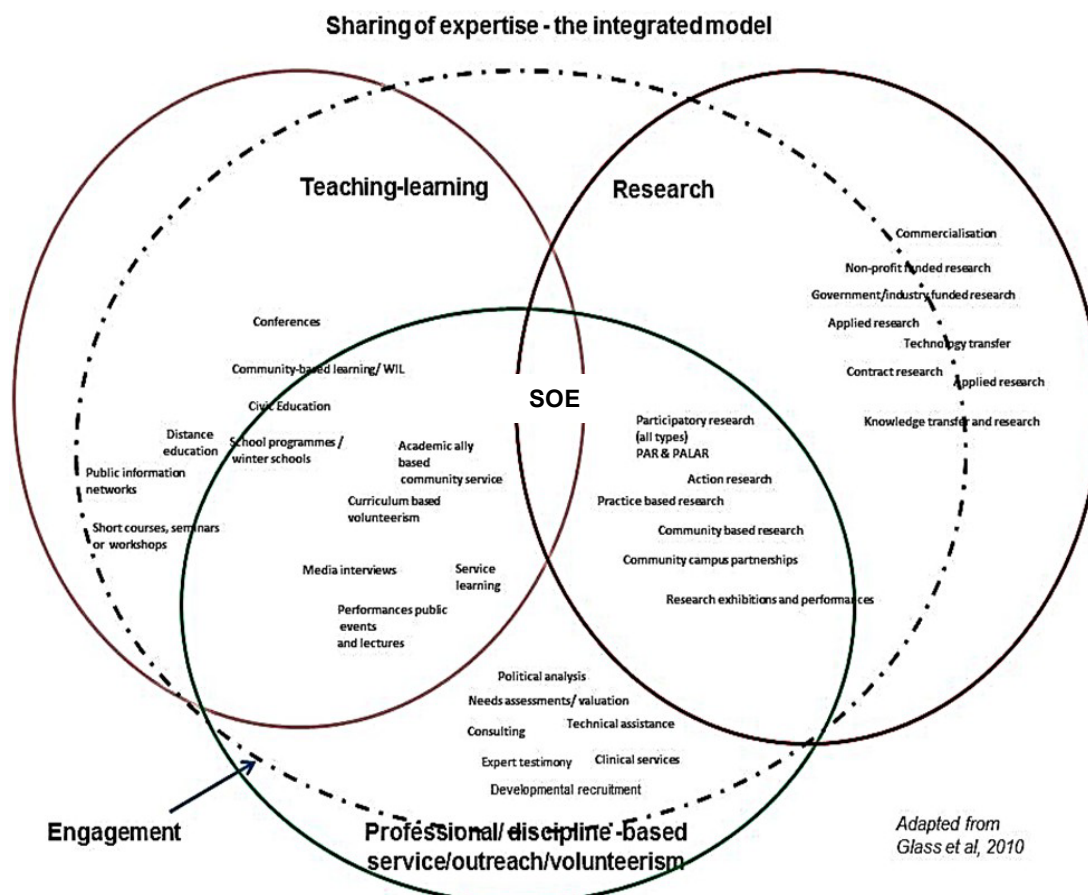 Sharing of expertise - the integrated model
Teaching-learning
Research
Commercialisation
Non-profit funded research
Government/industry funded research
Applied research
Technology transfer
Contract research
Applied research
Knowledge transfer and research
Conferences
Community-based learning/ WIL
Civic Education
Distance
education
School programmes /
winter schools
Public information
networks
Short courses, seminars
or workshops
SOE
Academic ally
based
community service
Curriculum based
volunteerism
Media interviews
Service
learning
Performances public
events
and lectures
Participatory research
(all types)
PAR & PALAR
Action research
Practice based research
Community based research
Community campus partnerships
Research exhibitions and performances
Political analysis
Needs assessments/ valuation
Technical assistance
Consulting
Expert testimony
Clinical services
Developmental recruitment
Engagement
Professional/ discipline -based
service/outreach/volunteerism
Adapted from
Glass et al, 2010